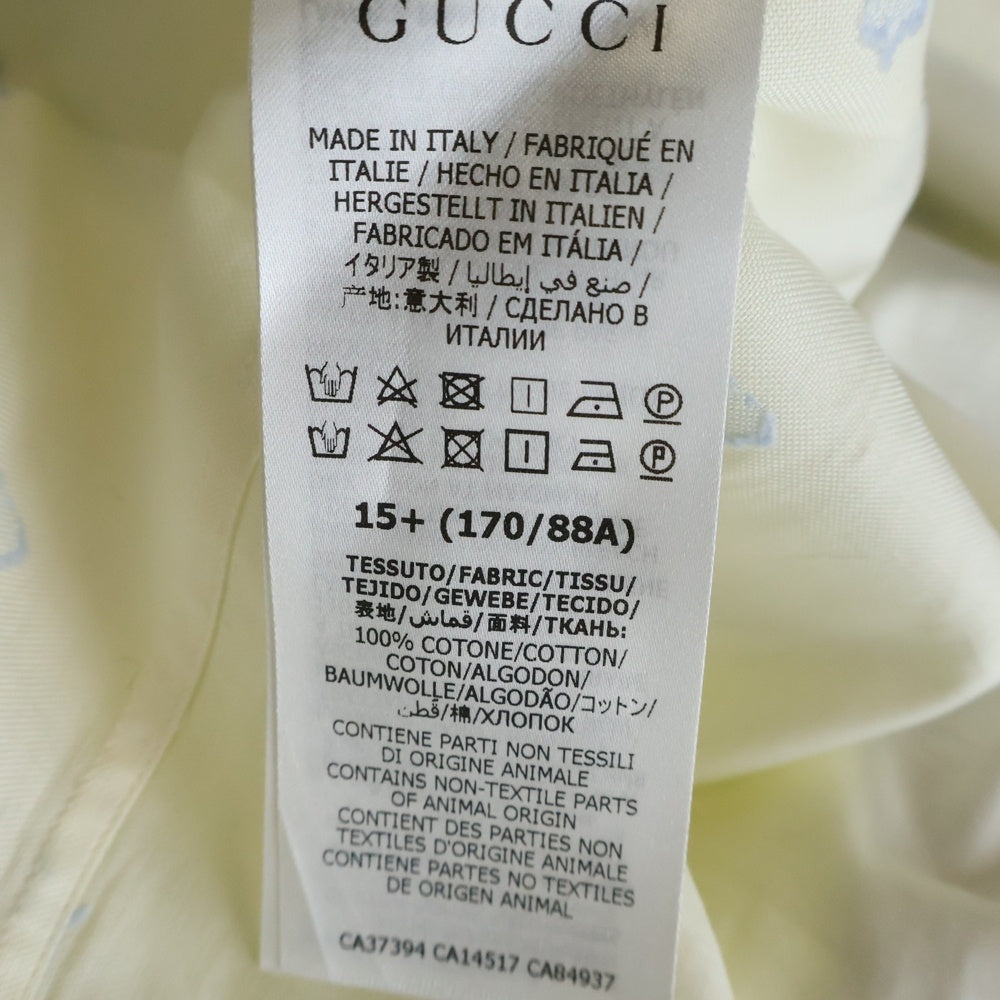 GUCCI
MADE IN ITALY / FABRIQUÉ EN
ITALIE / HECHO EN ITALIA /
HERGESTELLT IN ITALIEN /
FABRICADO EM ITÁLIA /
イタリア製 / صنع في إيطاليا /
产地:意大利 / СДЕЛАНО В
ИТАЛИИ
P
P
15+ (170/88A)
TESSUTO/FABRIC/TISSU/
TEJIDO/GEWEBE/TECIDO/
表地/قماش/面料/ТКАНЬ:
100% COTONE/COTTON/
COTON/ALGODON/
BAUMWOLLE/ALGODÃO/コットン/
قطن/棉/ХЛОПОК
CONTIENE PARTI NON TESSILI
DI ORIGINE ANIMALE
CONTAINS NON-TEXTILE PARTS
OF ANIMAL ORIGIN
CONTIENT DES PARTIES NON
TEXTILES D'ORIGINE ANIMALE
CONTIENE PARTES NO TEXTILES
DE ORIGEN ANIMAL
CA37394 CA14517 CA84937